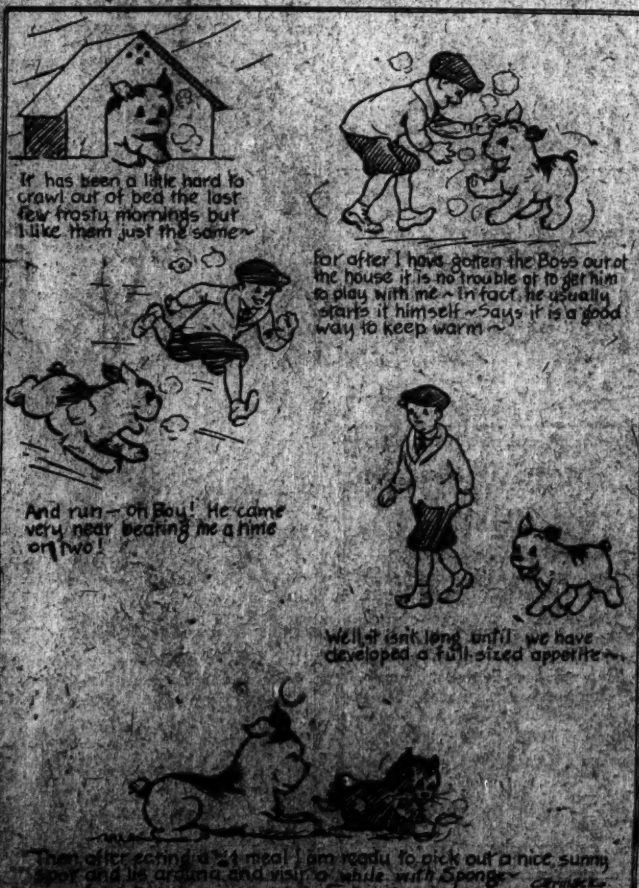 It has been a little hard to
crawl out of bed the last
few frosty mornings but
I like them just the same~
For after I have gotten the Boss out of
the house it is no trouble at to get him
to play with me ~ In fact, he usually
starts it himself ~ Says it is a good
way to keep warm ~
And run — oh Boy! He came
very near beating me a time
or two!
Well it isn't long until we have
developed a full-sized appetite ~
Then after eating a meal I am ready to pick out a nice, sunny
spot and lie around and visit a while with Sponge ~